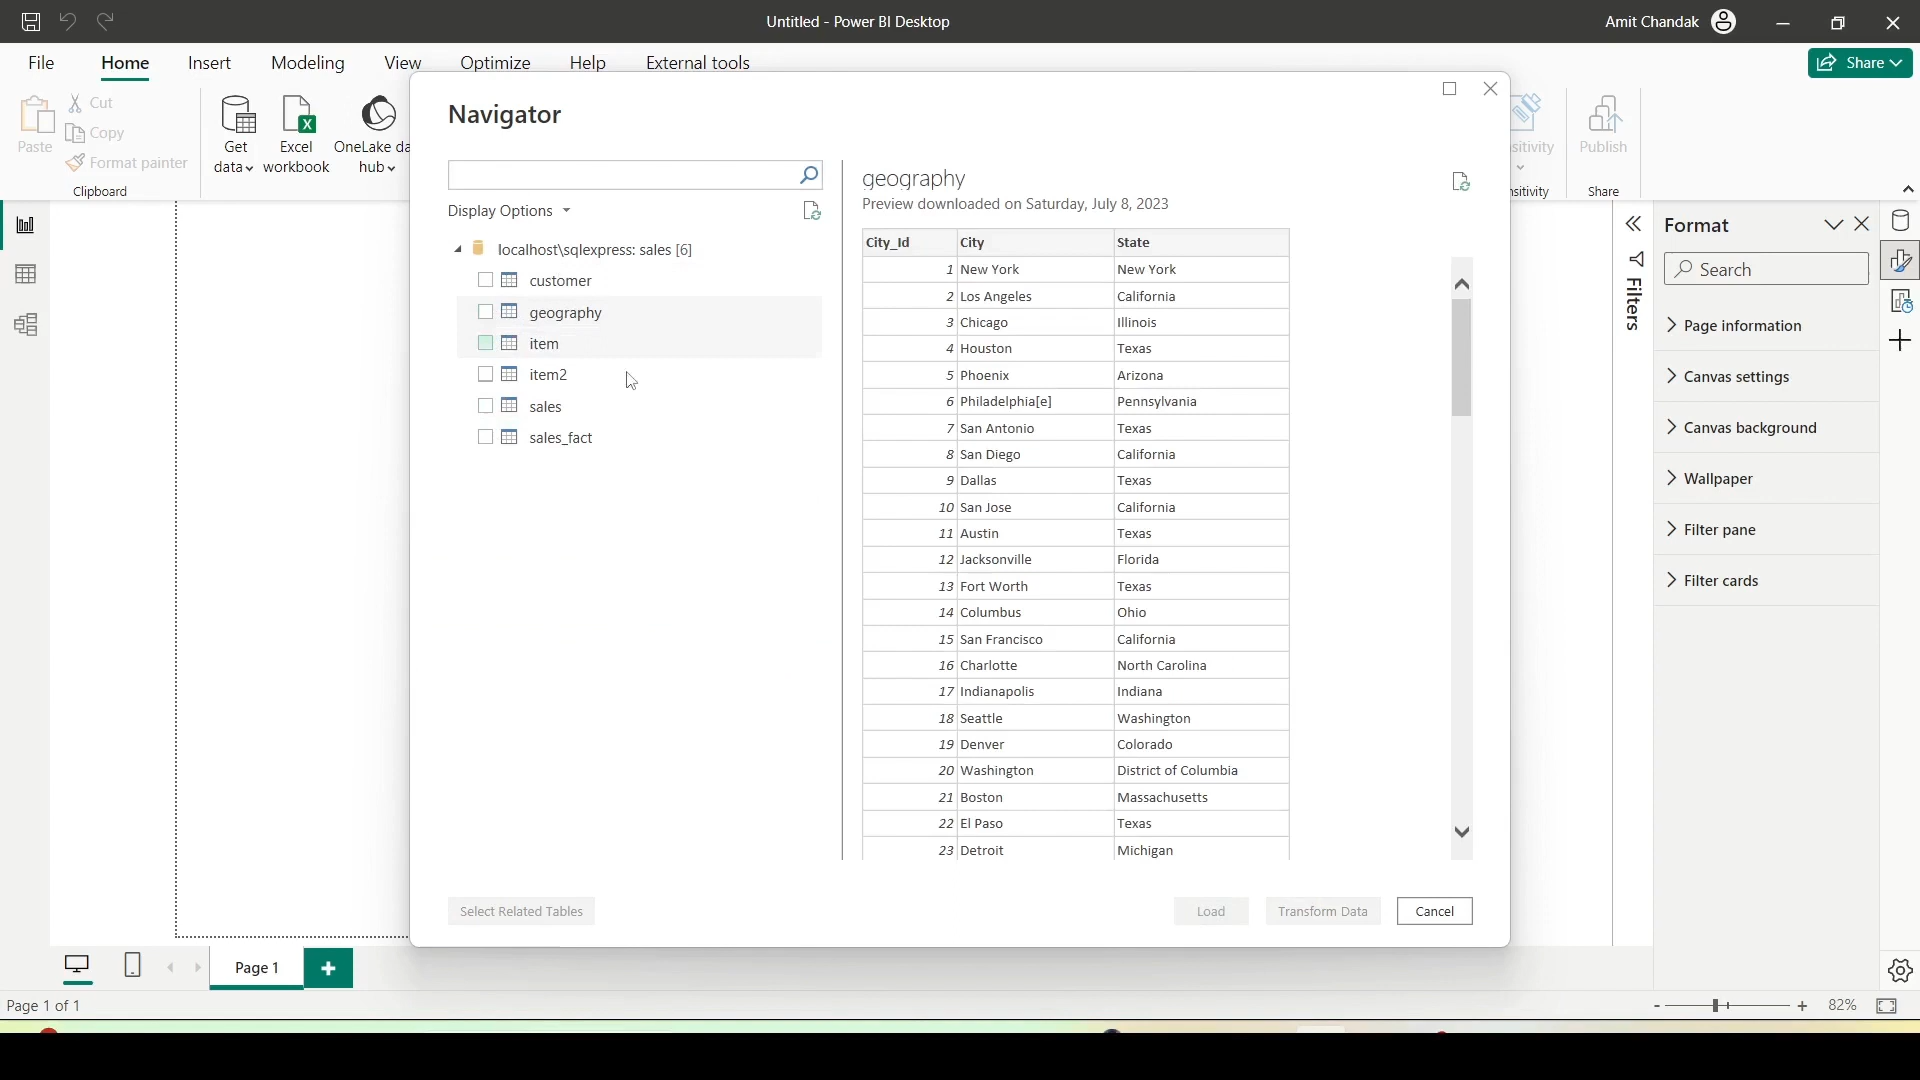 Untitled - Power BI Desktop
Amit Chandak
File Home Insert Modeling View Optimize Help External tools
Share
Paste
Cut
Copy
Format painter
Clipboard
Get data
Excel workbook
OneLake da
hub
sitivity
sitivity
Publish
Share
Navigator
Display Options
localhost\sqlexpress: sales [6]
customer
geography
item
item2
sales
sales_fact
geography
Preview downloaded on Saturday, July 8, 2023
City_Id City State
1 New York New York
2 Los Angeles California
3 Chicago Illinois
4 Houston Texas
5 Phoenix Arizona
6 Philadelphia[e] Pennsylvania
7 San Antonio Texas
8 San Diego California
9 Dallas Texas
10 San Jose California
11 Austin Texas
12 Jacksonville Florida
13 Fort Worth Texas
14 Columbus Ohio
15 San Francisco California
16 Charlotte North Carolina
17 Indianapolis Indiana
18 Seattle Washington
19 Denver Colorado
20 Washington District of Columbia
21 Boston Massachusetts
22 El Paso Texas
23 Detroit Michigan
Select Related Tables
Load
Transform Data
Cancel
Filters
Format
Search
Page information
Canvas settings
Canvas background
Wallpaper
Filter pane
Filter cards
Page 1
Page 1 of 1
82%